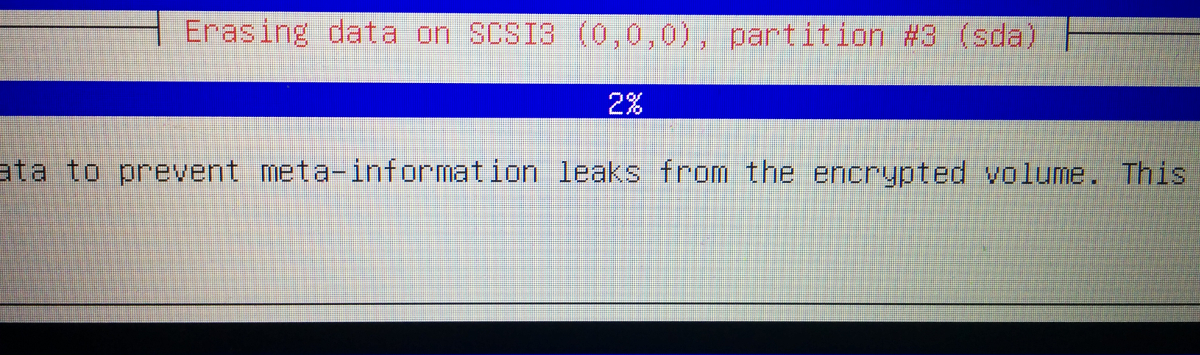 Erasing data on SCSI3 (0,0,0), partition #3 (sda)
2%
ata to prevent meta-information leaks from the encrypted volume. This